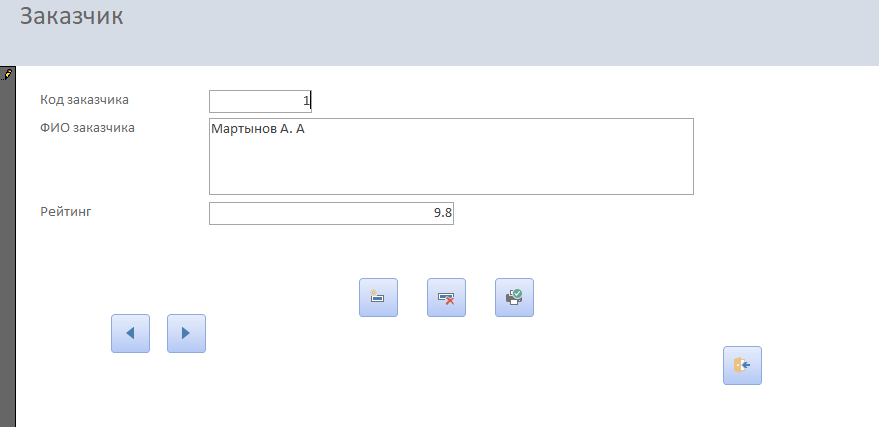 Заказчик
Код заказчика 1
ФИО заказчика Мартынов А. А
Рейтинг 9.8